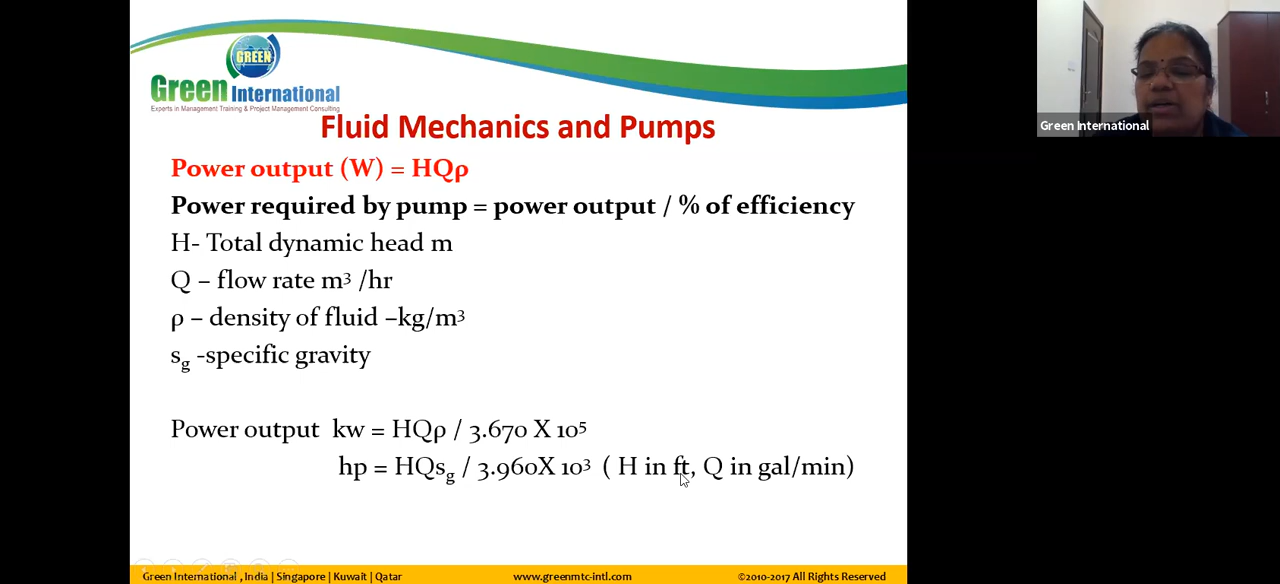 GREEN
Green International
Experts in Management Training & Project Management Consulting
Fluid Mechanics and Pumps
Power output (W) = HQρ
Power required by pump = power output / % of efficiency
H- Total dynamic head m
Q – flow rate m³ /hr
ρ – density of fluid –kg/m³
sg -specific gravity
Power output kw = HQρ / 3.670 X 10⁵
hp = HQsg / 3.960X 10³ ( H in ft, Q in gal/min)
Green International , India | Singapore | Kuwait | Qatar
www.greenmtc-intl.com
©2010-2017 All Rights Reserved
Green International